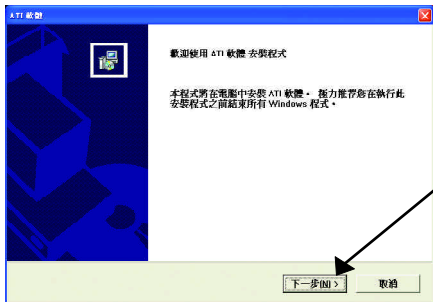 ATI 軟體
歡迎使用 ATI 軟體 安裝程式
本程式將在電腦中安裝 ATI 軟體。 極力推荐您在執行此
安裝程式之前結束所有 Windows 程式。
下一步(N) >
取消